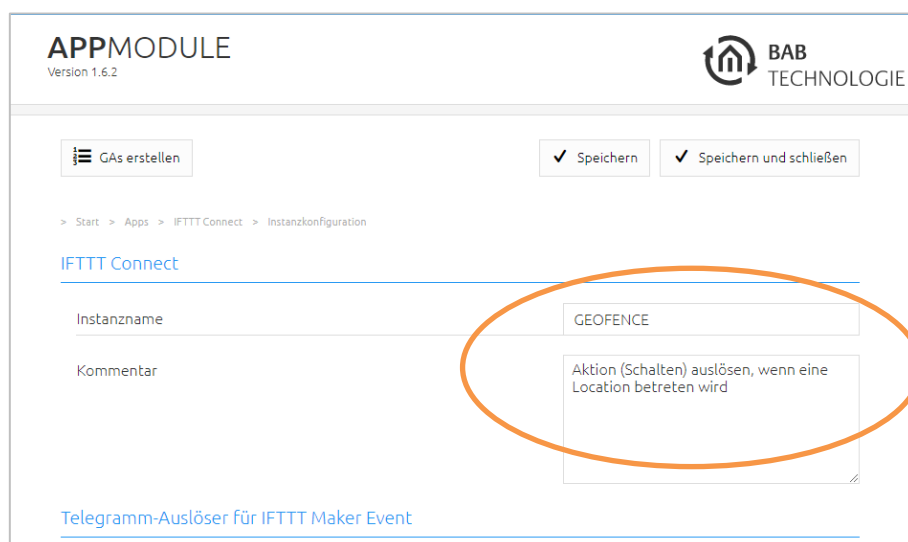 APPMODULE
Version 1.6.2
BAB
TECHNOLOGIE
GAs erstellen
Speichern
Speichern und schließen
> Start > Apps > IFTTT Connect > Instanzkonfiguration
IFTTT Connect
Instanzname
GEOFENCE
Kommentar
Aktion (Schalten) auslösen, wenn eine
Location betreten wird
Telegramm-Auslöser für IFTTT Maker Event